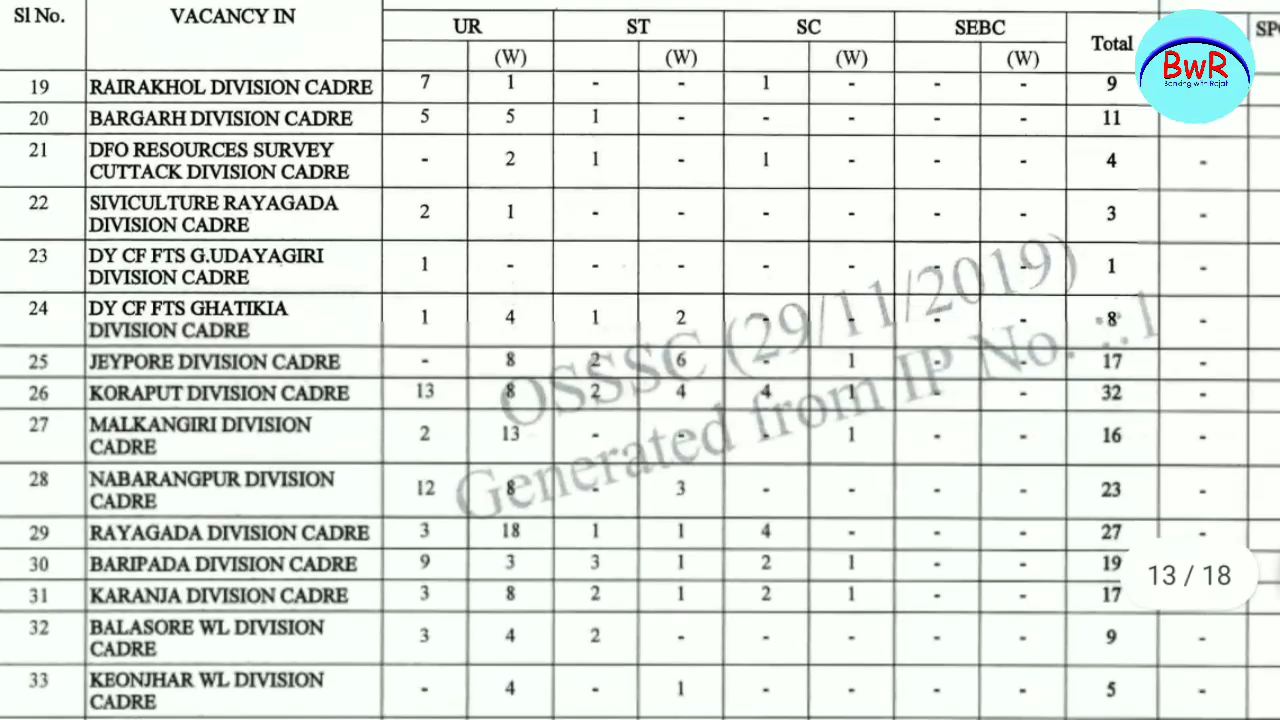 Sl No. VACANCY IN UR ST SC SEBC Total
(W) (W) (W) (W)
19 RAIRAKHOL DIVISION CADRE 7 1 - - 1 - - - 9
20 BARGARH DIVISION CADRE 5 5 1 - - - - - 11
21 DFO RESOURCES SURVEY
CUTTACK DIVISION CADRE - 2 1 - 1 - - - 4 -
22 SIVICULTURE RAYAGADA
DIVISION CADRE 2 1 - - - - - - 3 -
23 DY CF FTS G.UDAYAGIRI
DIVISION CADRE 1 - - - - - - - 1 -
24 DY CF FTS GHATIKIA
DIVISION CADRE 1 4 1 2 - - - - 8 -
25 JEYPORE DIVISION CADRE - 8 2 6 - 1 - - 17 -
26 KORAPUT DIVISION CADRE 13 8 2 4 4 1 - - 32 -
27 MALKANGIRI DIVISION
CADRE 2 13 - - - 1 - - 16 -
28 NABARANGPUR DIVISION
CADRE 12 8 - 3 - - - - 23 -
29 RAYAGADA DIVISION CADRE 3 18 1 1 4 - - - 27 -
30 BARIPADA DIVISION CADRE 9 3 3 1 2 1 - - 19
31 KARANJA DIVISION CADRE 3 8 2 1 2 1 - - 17
32 BALASORE WL DIVISION
CADRE 3 4 2 - - - - - 9 -
33 KEONJHAR WL DIVISION
CADRE - 4 - 1 - - - - 5 -
OSSSC (29/11/2019)
Generated from IP No. ::1
BwR
Banking with Rajat
13 / 18